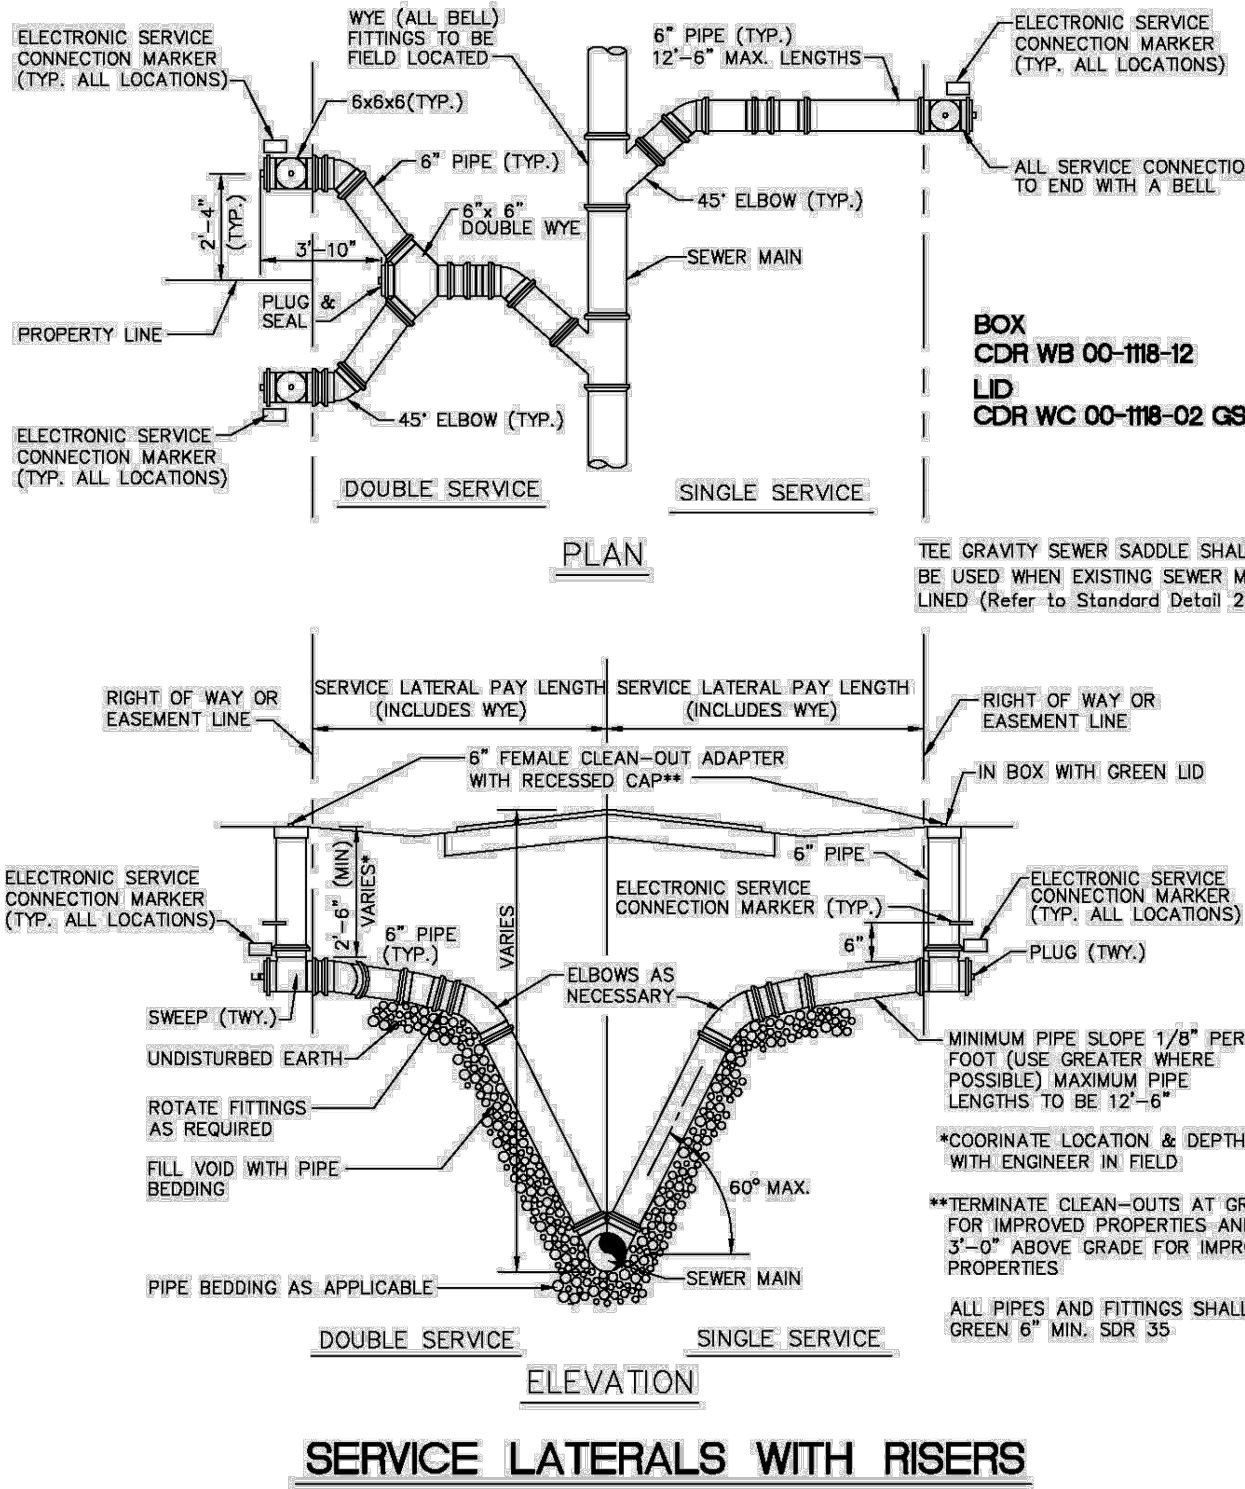 ELECTRONIC SERVICE
CONNECTION MARKER
(TYP. ALL LOCATIONS)
WYE (ALL BELL)
FITTINGS TO BE
FIELD LOCATED
6" PIPE (TYP.)
12'-6" MAX. LENGTHS
ELECTRONIC SERVICE
CONNECTION MARKER
(TYP. ALL LOCATIONS)
6x6x6(TYP.)
6" PIPE (TYP.)
ALL SERVICE CONNECTIO
TO END WITH A BELL
45° ELBOW (TYP.)
6"x 6"
DOUBLE WYE
2'-4"
(TYP.)
3'-10"
SEWER MAIN
PLUG &
SEAL
PROPERTY LINE
BOX
CDR WB 00-1118-12
LID
CDR WC 00-1118-02 GS
45° ELBOW (TYP.)
ELECTRONIC SERVICE
CONNECTION MARKER
(TYP. ALL LOCATIONS)
DOUBLE SERVICE
SINGLE SERVICE
PLAN
TEE GRAVITY SEWER SADDLE SHAL
BE USED WHEN EXISTING SEWER M
LINED (Refer to Standard Detail 2
RIGHT OF WAY OR
EASEMENT LINE
SERVICE LATERAL PAY LENGTH
(INCLUDES WYE)
SERVICE LATERAL PAY LENGTH
(INCLUDES WYE)
RIGHT OF WAY OR
EASEMENT LINE
6" FEMALE CLEAN-OUT ADAPTER
WITH RECESSED CAP**
IN BOX WITH GREEN LID
2'-6" (MIN)
VARIES*
VARIES
6" PIPE
ELECTRONIC SERVICE
CONNECTION MARKER
(TYP. ALL LOCATIONS)
ELECTRONIC SERVICE
CONNECTION MARKER (TYP.)
ELECTRONIC SERVICE
CONNECTION MARKER
(TYP. ALL LOCATIONS)
6" PIPE
(TYP.)
6"
PLUG (TWY.)
ELBOWS AS
NECESSARY
SWEEP (TWY.)
UNDISTURBED EARTH
MINIMUM PIPE SLOPE 1/8" PER
FOOT (USE GREATER WHERE
POSSIBLE) MAXIMUM PIPE
LENGTHS TO BE 12'-6"
ROTATE FITTINGS
AS REQUIRED
*COORINATE LOCATION & DEPTH
WITH ENGINEER IN FIELD
FILL VOID WITH PIPE
BEDDING
60° MAX.
**TERMINATE CLEAN-OUTS AT GR
FOR IMPROVED PROPERTIES AN
3'-0" ABOVE GRADE FOR IMPR
PROPERTIES
PIPE BEDDING AS APPLICABLE
SEWER MAIN
ALL PIPES AND FITTINGS SHALL
GREEN 6" MIN. SDR 35
DOUBLE SERVICE
SINGLE SERVICE
ELEVATION
SERVICE LATERALS WITH RISERS